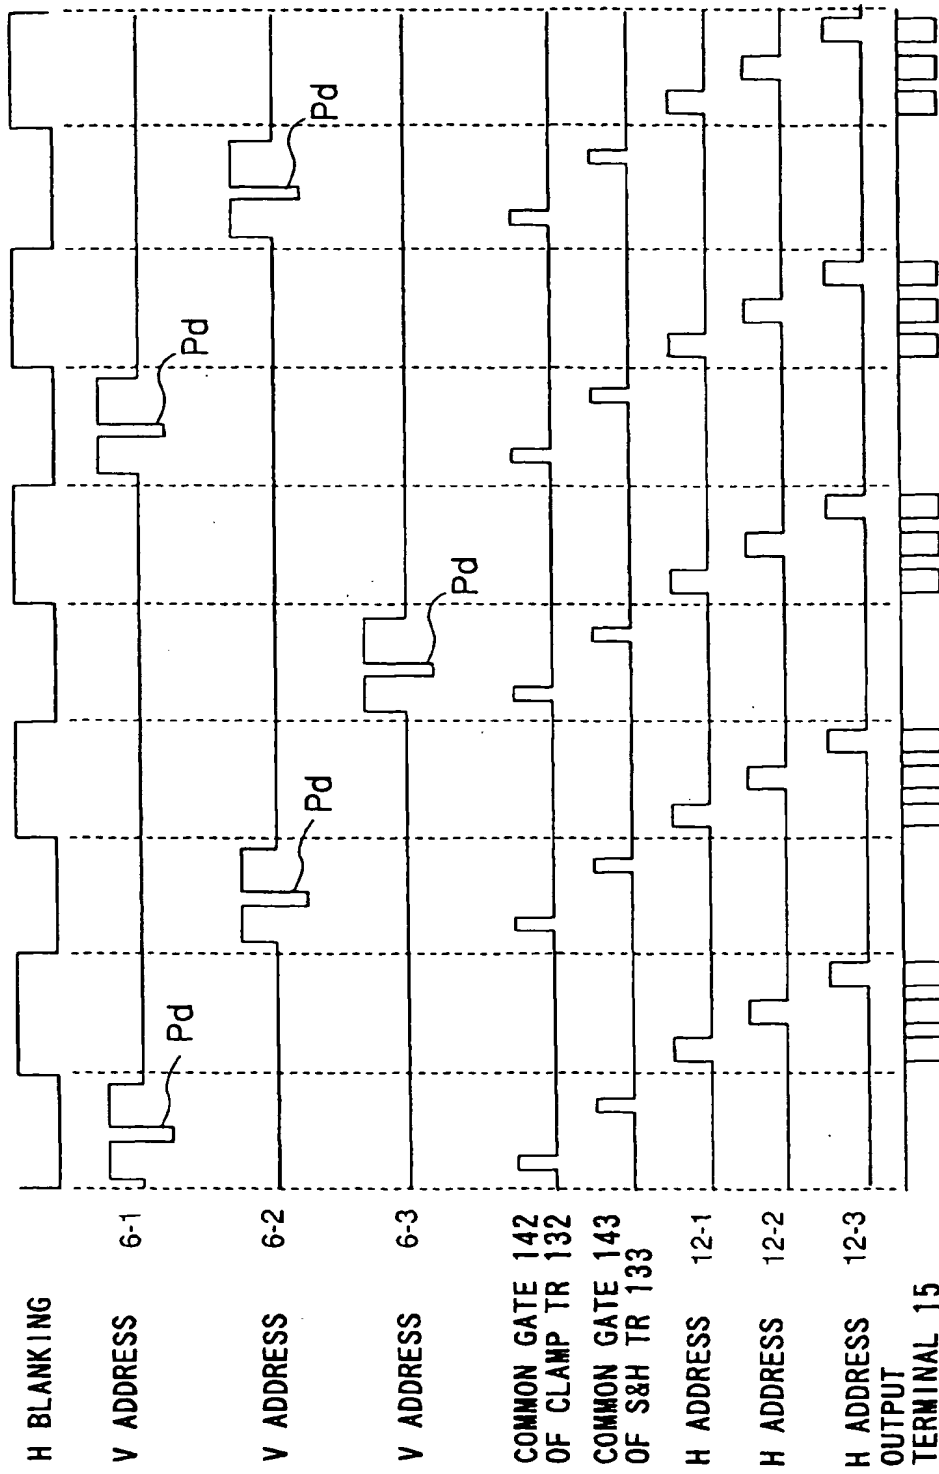 H BLANKING
V ADDRESS 6-1
Pd
Pd
V ADDRESS 6-2
Pd
Pd
V ADDRESS 6-3
Pd
COMMON GATE 142
OF CLAMP TR 132
COMMON GATE 143
OF S&H TR 133
H ADDRESS 12-1
H ADDRESS 12-2
H ADDRESS 12-3
OUTPUT
TERMINAL 15